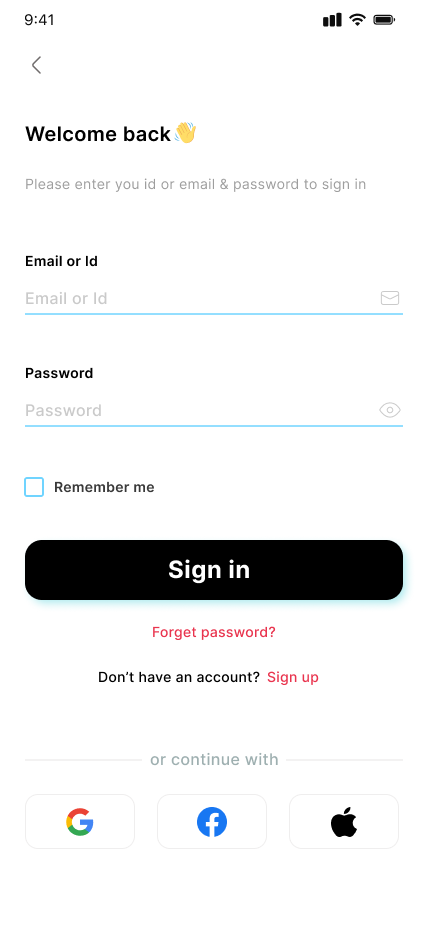 9:41
Welcome back👋
Please enter you id or email & password to sign in
Email or Id
Email or Id
Password
Password
Remember me
Sign in
Forget password?
Don’t have an account? Sign up
or continue with